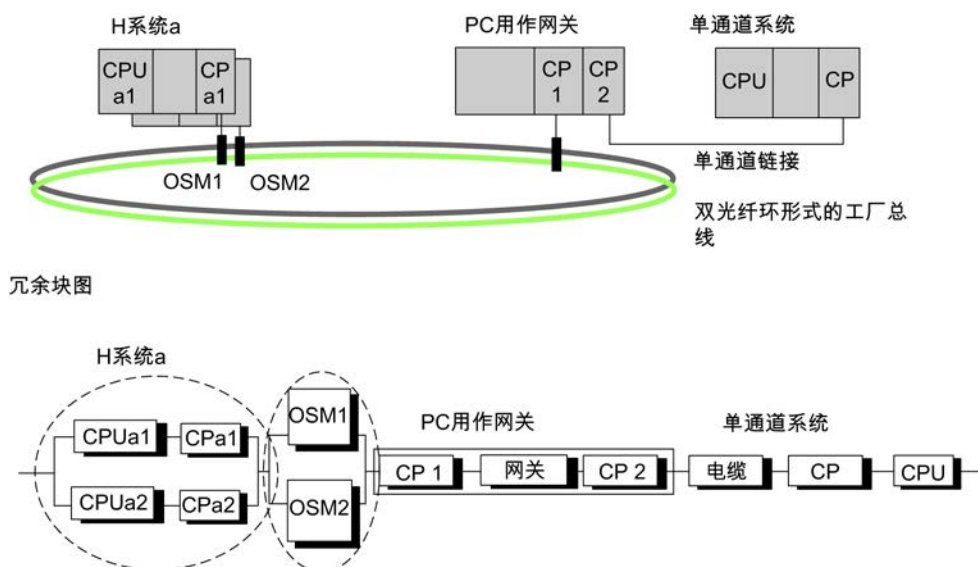 H系统a
PC用作网关
单通道系统
CPU
a1
CP
a1
CP
1
CP
2
CPU
CP
OSM1
OSM2
单通道链接
双光纤环形式的工厂总
线
冗余块图
H系统a
PC用作网关
单通道系统
CPUa1
CPa1
OSM1
CP 1
网关
CP 2
电缆
CP
CPU
CPUa2
CPa2
OSM2